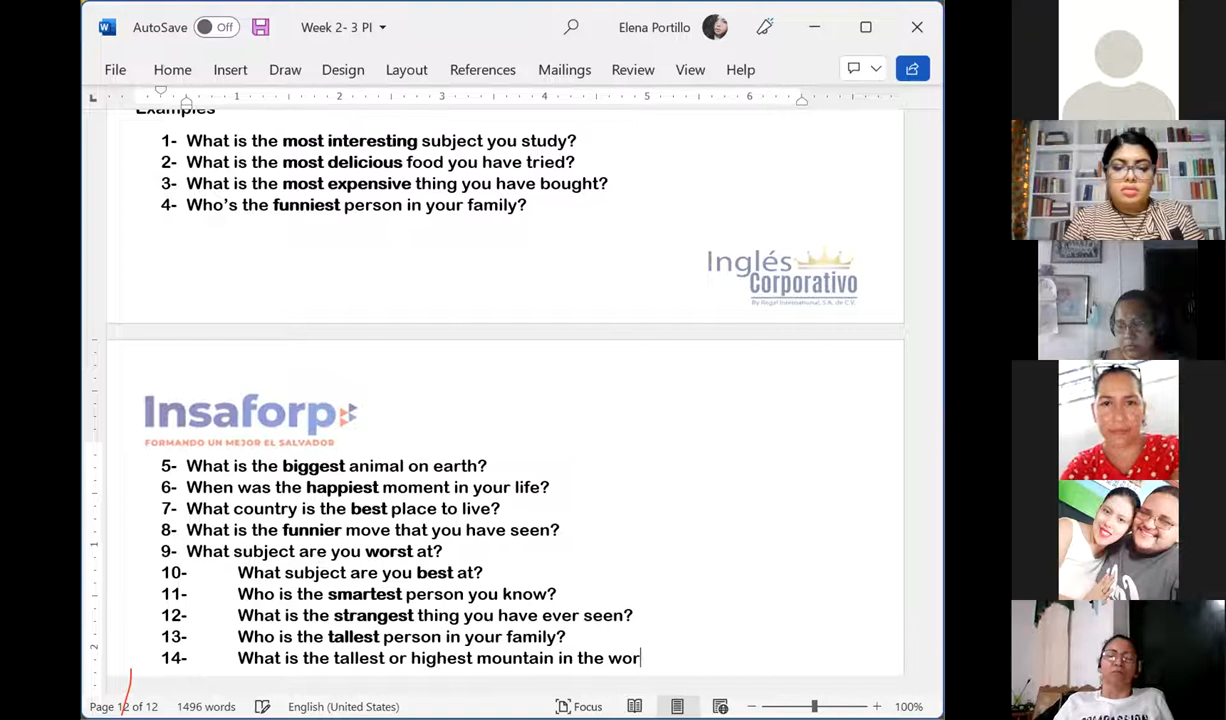 AutoSave Off Week 2- 3 PI Elena Portillo
File Home Insert Draw Design Layout References Mailings Review View Help
1 2 3 4 5 6
Examples
1- What is the most interesting subject you study?
2- What is the most delicious food you have tried?
3- What is the most expensive thing you have bought?
4- Who's the funniest person in your family?
Inglés
Corporativo
By Regal International, S.A. de C.V.
Insaforp
FORMANDO UN MEJOR EL SALVADOR
5- What is the biggest animal on earth?
6- When was the happiest moment in your life?
7- What country is the best place to live?
8- What is the funnier move that you have seen?
9- What subject are you worst at?
10- What subject are you best at?
11- Who is the smartest person you know?
12- What is the strangest thing you have ever seen?
13- Who is the tallest person in your family?
14- What is the tallest or highest mountain in the wor
Page 12 of 12 1496 words English (United States) Focus 100%